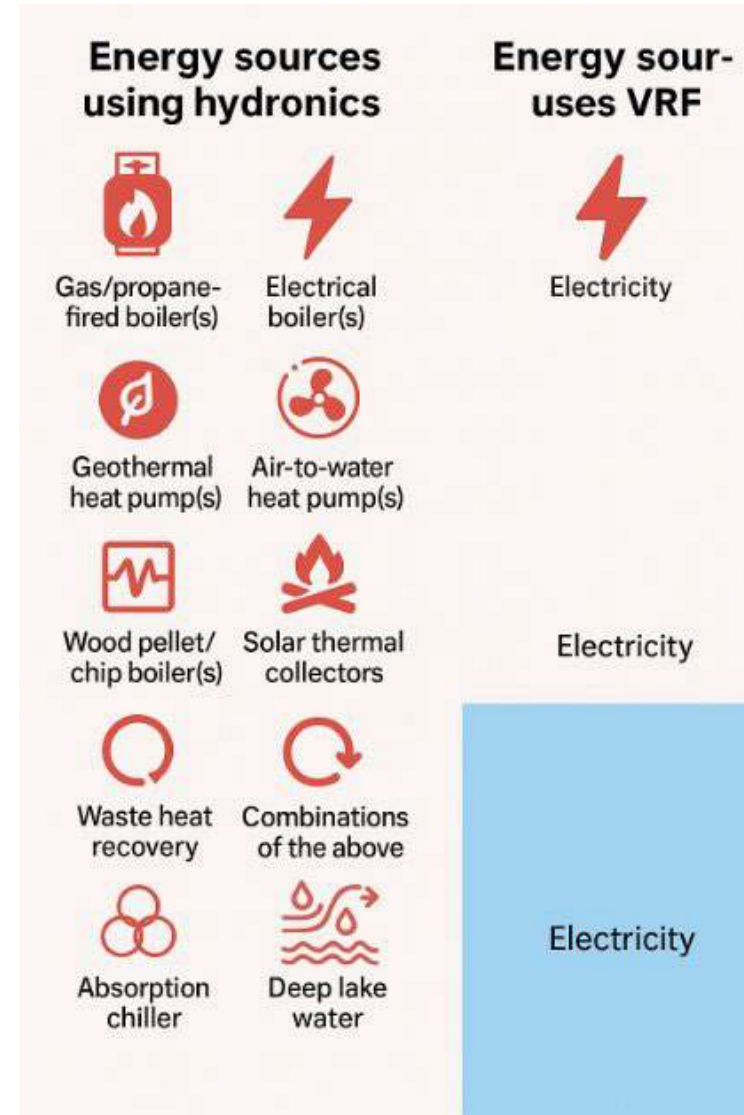 Energy sources
using hydronics
Gas/propane-
fired boiler(s)
Electrical
boiler(s)
Geothermal
heat pump(s)
Air-to-water
heat pump(s)
Wood pellet/
chip boiler(s)
Solar thermal
collectors
Waste heat
recovery
Combinations
of the above
Absorption
chiller
Deep lake
water
Energy sour-
uses VRF
Electricity
Electricity
Electricity